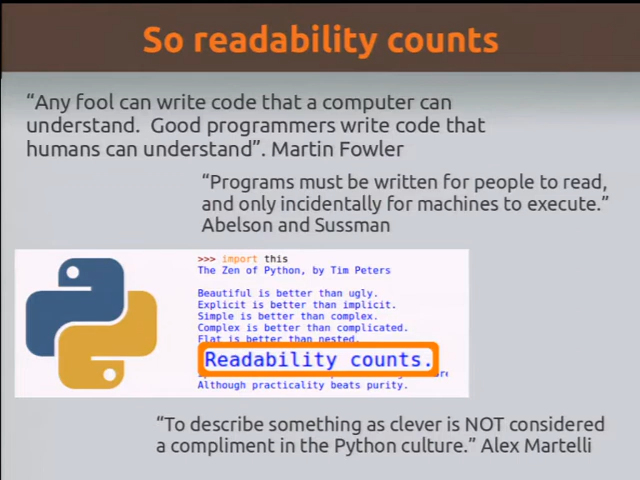 So readability counts
“Any fool can write code that a computer can
understand.  Good programmers write code that
humans can understand”. Martin Fowler
“Programs must be written for people to read,
and only incidentally for machines to execute.”
Abelson and Sussman
>>> import this
The Zen of Python, by Tim Peters
Beautiful is better than ugly.
Explicit is better than implicit.
Simple is better than complex.
Complex is better than complicated.
Flat is better than nested.
Readability counts.
Although practicality beats purity.
“To describe something as clever is NOT considered
a compliment in the Python culture.” Alex Martelli